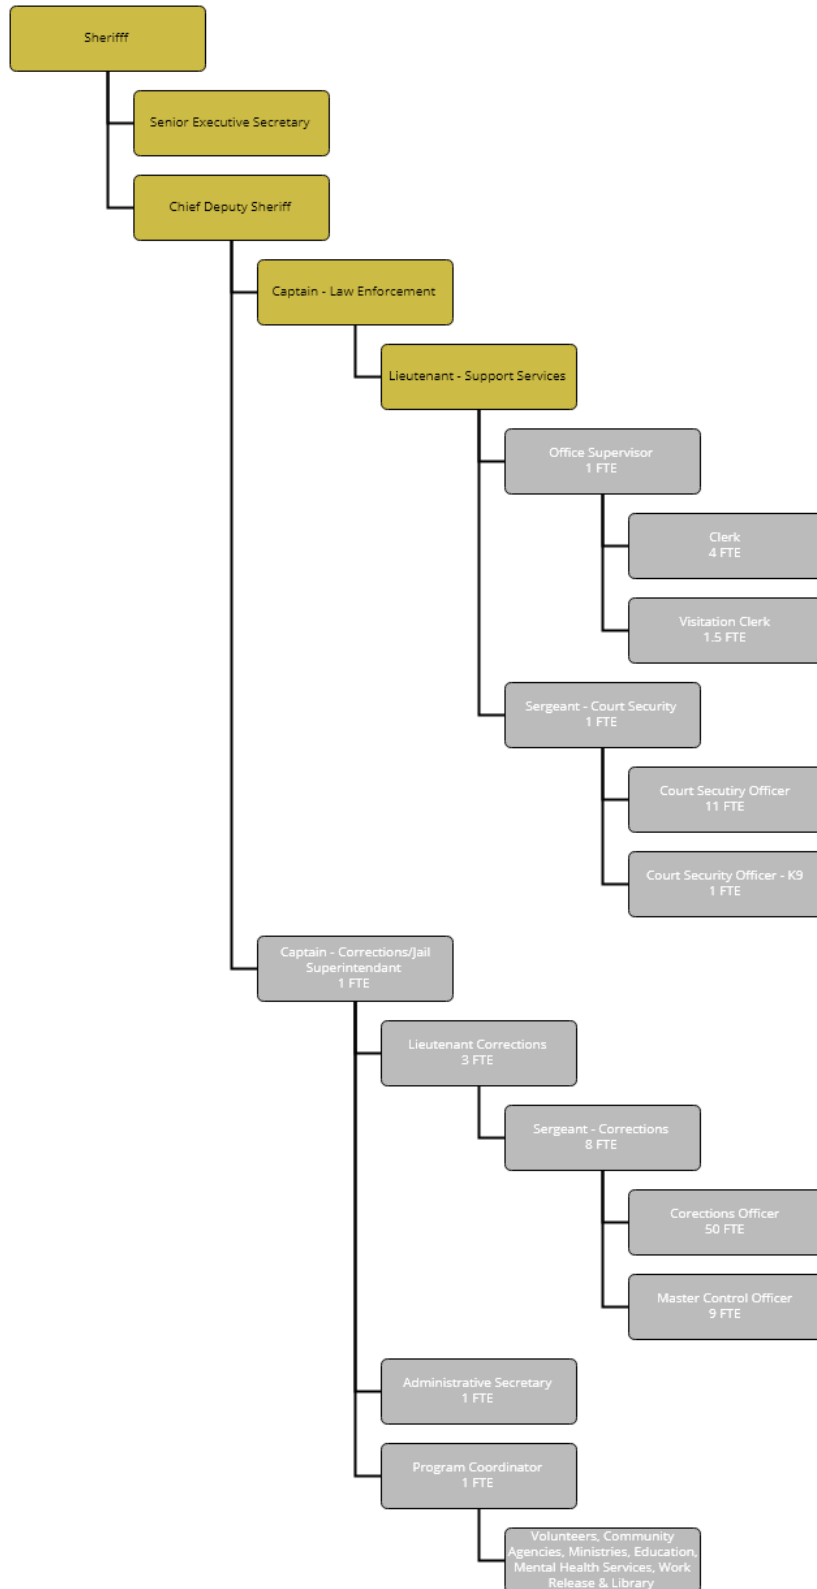 Sherifff
Senior Executive Secretary
Chief Deputy Sheriff
Captain - Law Enforcement
Lieutenant - Support Services
Office Supervisor
1 FTE
Clerk
4 FTE
Visitation Clerk
1.5 FTE
Sergeant - Court Security
1 FTE
Court Secutiry Officer
11 FTE
Court Security Officer - K9
1 FTE
Captain - Corrections/Jail
Superintendant
1 FTE
Lieutenant Corrections
3 FTE
Sergeant - Corrections
8 FTE
Corections Officer
50 FTE
Master Control Officer
9 FTE
Administrative Secretary
1 FTE
Program Coordinator
1 FTE
Volunteers, Community
Agencies, Ministries, Education,
Mental Health Services, Work
Release & Library